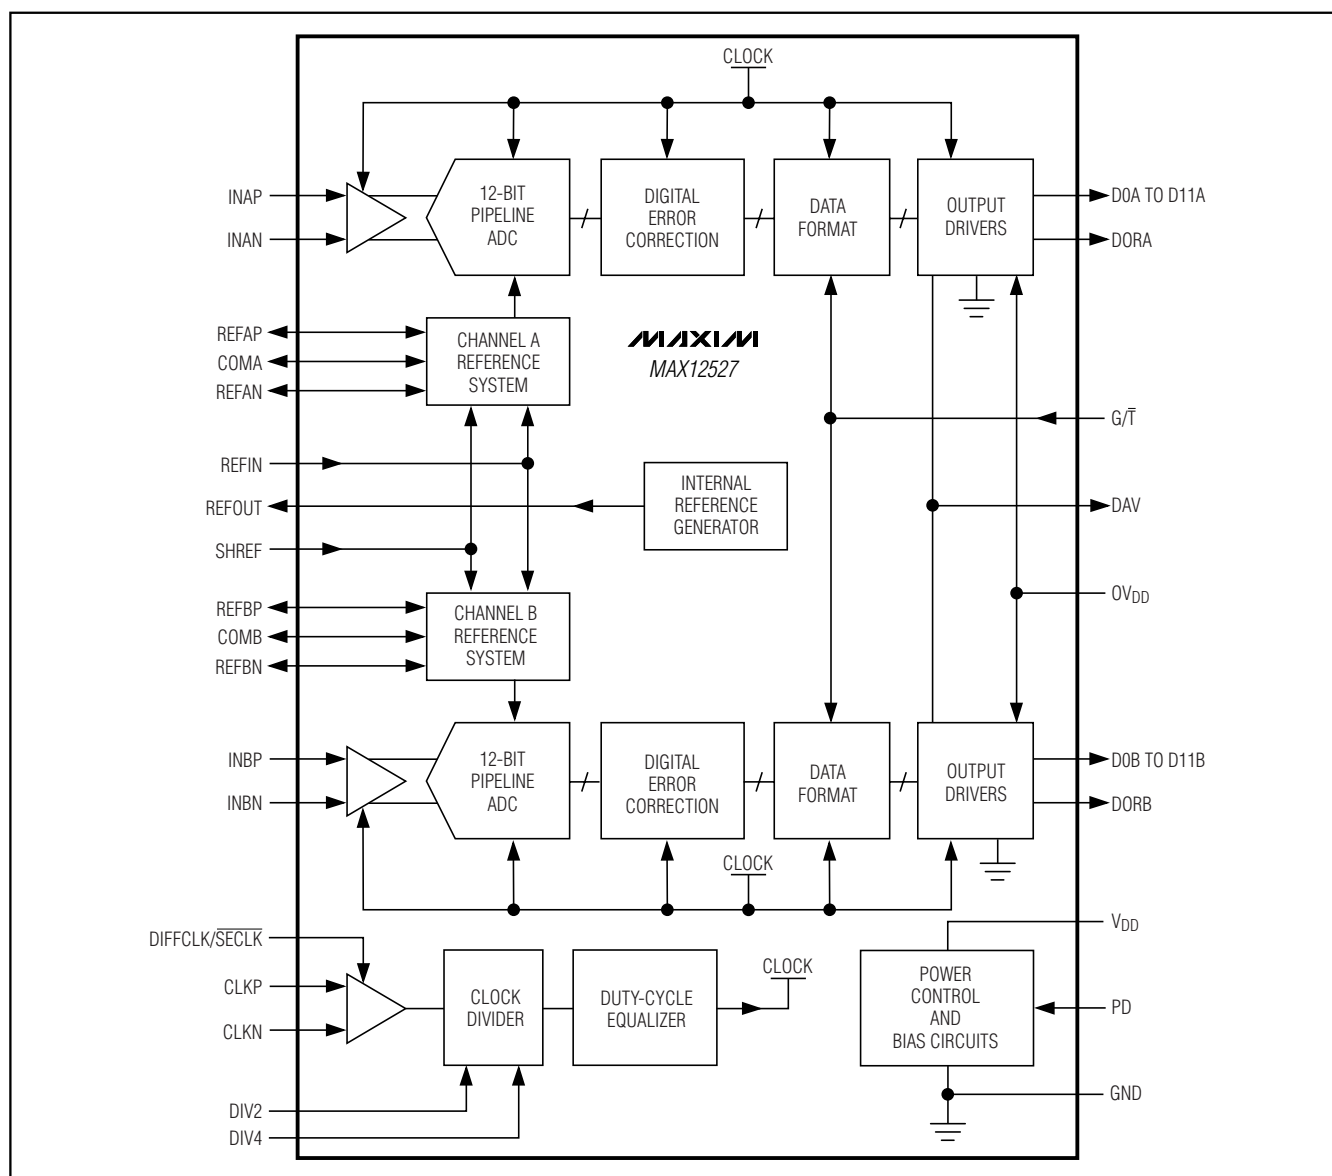 CLOCK
INAP
INAN
12-BIT
PIPELINE
ADC
DIGITAL
ERROR
CORRECTION
DATA
FORMAT
OUTPUT
DRIVERS
D0A TO D11A
DORA
REFAP
COMA
REFAN
CHANNEL A
REFERENCE
SYSTEM
MAXIM
MAX12527
G/T̅
REFIN
REFOUT
SHREF
INTERNAL
REFERENCE
GENERATOR
DAV
OVDD
REFBP
COMB
REFBN
CHANNEL B
REFERENCE
SYSTEM
INBP
INBN
12-BIT
PIPELINE
ADC
DIGITAL
ERROR
CORRECTION
DATA
FORMAT
OUTPUT
DRIVERS
D0B TO D11B
DORB
CLOCK
DIFFCLK/S̅E̅C̅L̅K̅
CLKP
CLKN
CLOCK
DIVIDER
DUTY-CYCLE
EQUALIZER
CLOCK
VDD
POWER
CONTROL
AND
BIAS CIRCUITS
PD
GND
DIV2
DIV4